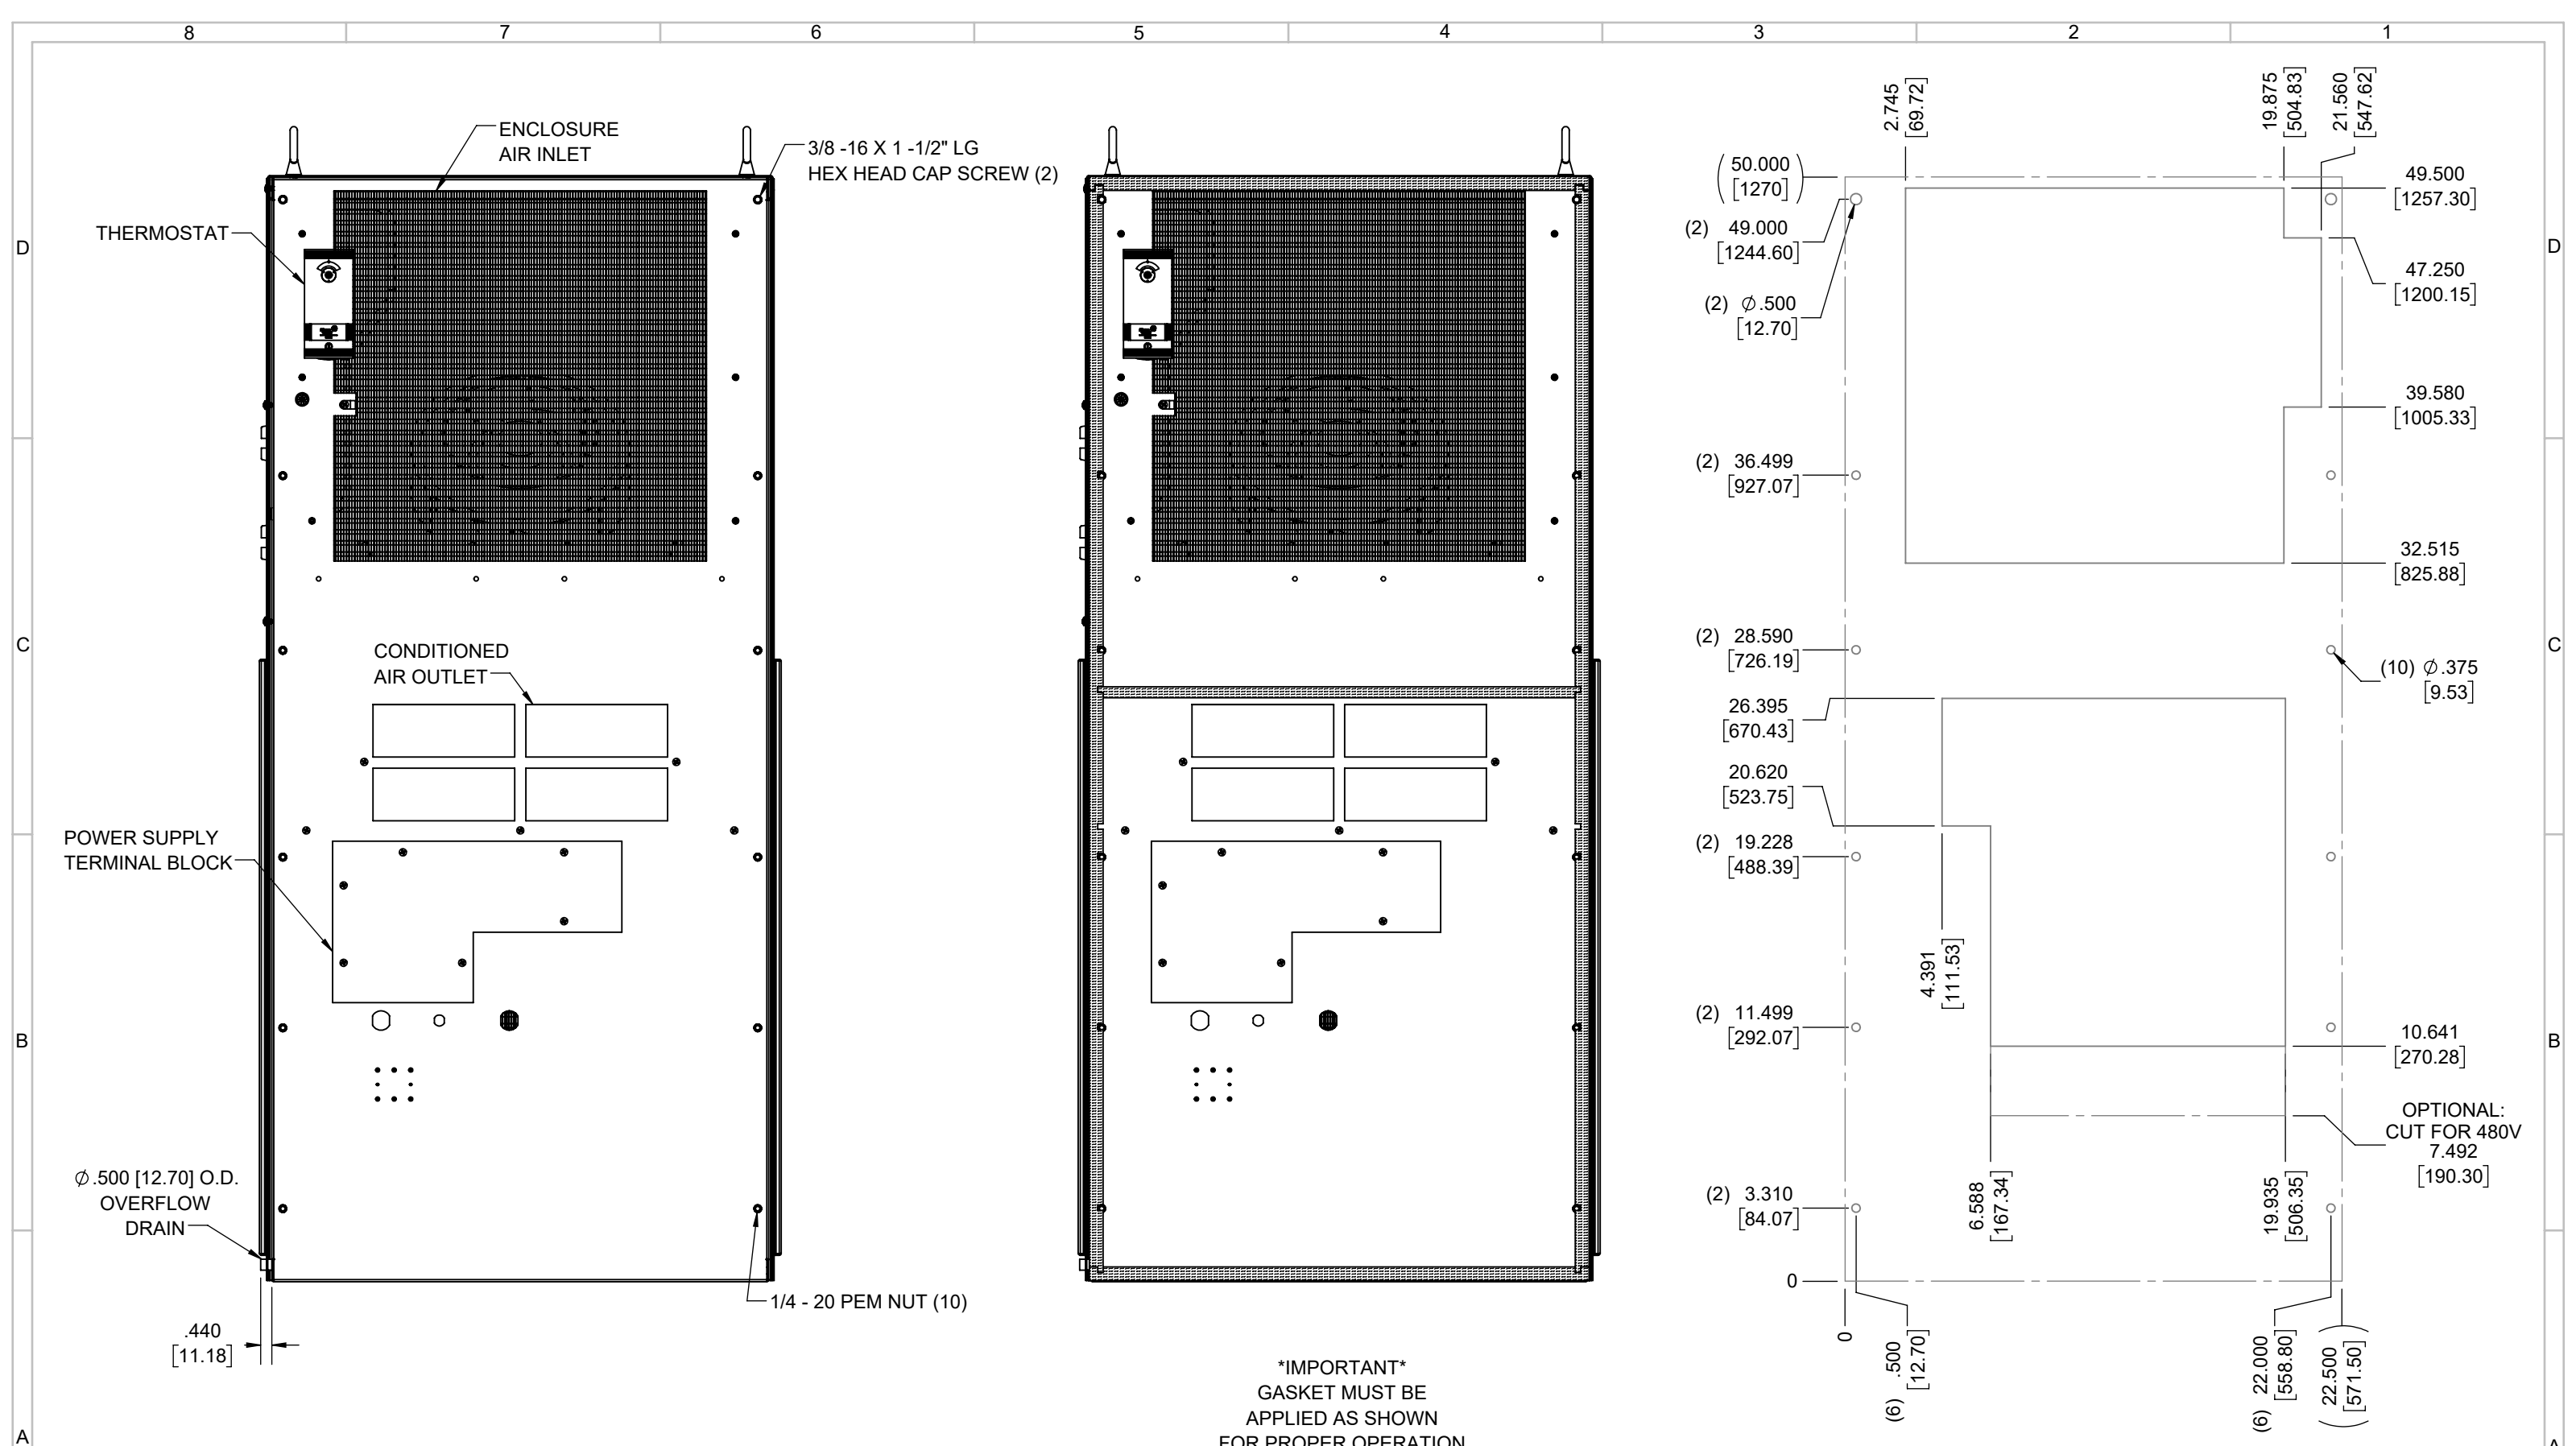 8 7 6 5 4 3 2 1
D
C
B
A
D
C
B
ENCLOSURE
AIR INLET
3/8 -16 X 1 -1/2" LG
HEX HEAD CAP SCREW (2)
THERMOSTAT
CONDITIONED
AIR OUTLET
POWER SUPPLY
TERMINAL BLOCK
∅.500 [12.70] O.D.
OVERFLOW
DRAIN
1/4 - 20 PEM NUT (10)
.440
[11.18]
*IMPORTANT*
GASKET MUST BE
APPLIED AS SHOWN
FOR PROPER OPERATION
2.745
[69.72]
19.875
[504.83]
21.560
[547.62]
(50.000
[1270])
(2) 49.000
[1244.60]
(2) ∅.500
[12.70]
(2) 36.499
[927.07]
(2) 28.590
[726.19]
26.395
[670.43]
20.620
[523.75]
(2) 19.228
[488.39]
(2) 11.499
[292.07]
(2) 3.310
[84.07]
0
49.500
[1257.30]
47.250
[1200.15]
39.580
[1005.33]
32.515
[825.88]
(10) ∅.375
[9.53]
10.641
[270.28]
OPTIONAL:
CUT FOR 480V
7.492
[190.30]
4.391
[111.53]
6.588
[167.34]
19.935
[506.35]
0
(6) .500
[12.70]
(6) 22.000
[558.80]
(22.500
[571.50])